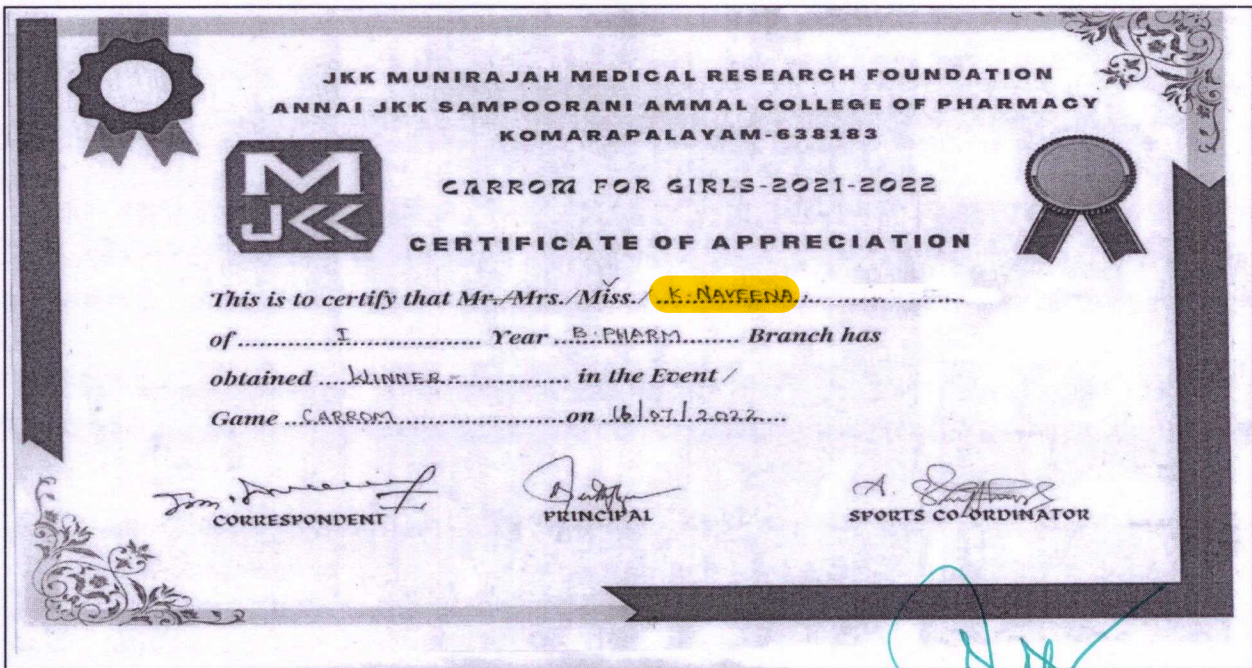 JKK MUNIRAJAH MEDICAL RESEARCH FOUNDATION
ANNAI JKK SAMPOORANI AMMAL COLLEGE OF PHARMACY
KOMARAPALAYAM-638183
M
JKK
CARROM FOR GIRLS-2021-2022
CERTIFICATE OF APPRECIATION
This is to certify that Mr./Mrs./Miss./ K. NAVEENA
of I Year B.PHARM Branch has
obtained WINNER in the Event /
Game CARROM on 16/07/2022
CORRESPONDENT PRINCIPAL SPORTS CO-ORDINATOR